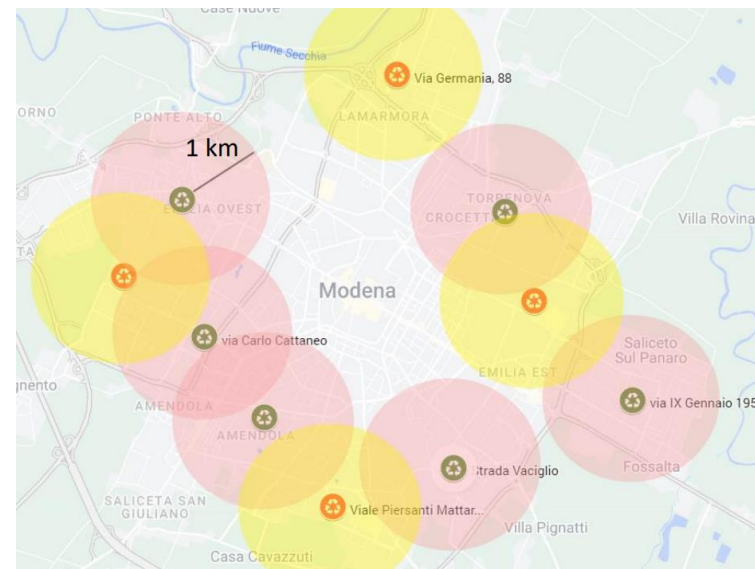 Case Nuove
Fiume Secchia
Via Germania, 88
ORNO
PONTE ALTO
LAMARMORA
1 km
TORRENOVA
EMILIA OVEST
CROCETTA
Villa Rovina
TA
Modena
via Carlo Cattaneo
Saliceto
Sul Panaro
EMILIA EST
gnento
AMENDOLA
via IX Gennaio 195
AMENDOLA
Strada Vaciglio
Fossalta
SALICETA SAN
GIULIANO
Viale Piersanti Mattar...
Villa Pignatti
Casa Cavazzuti